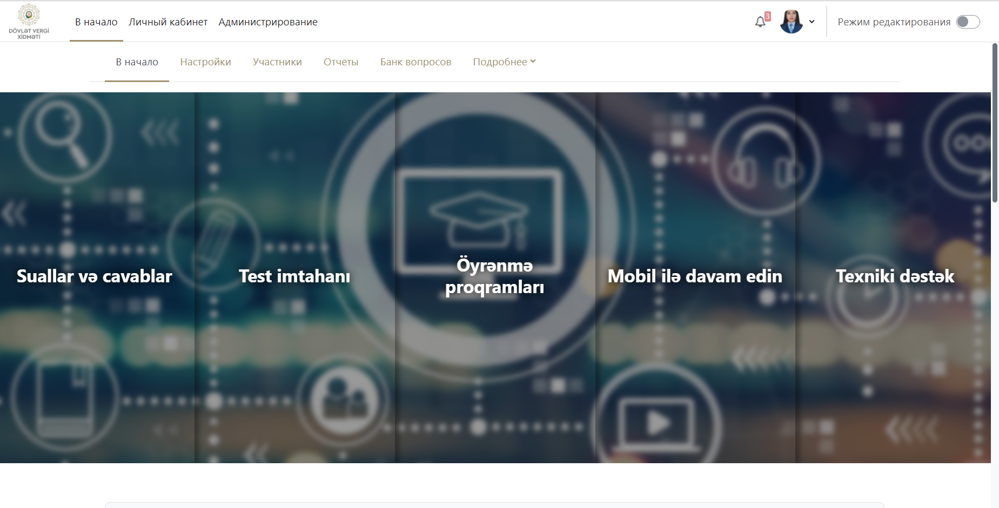 DÖVLƏT VERGİ
XİDMƏTİ
В начало Личный кабинет Администрирование
3
Режим редактирования
В начало Настройки Участники Отчеты Банк вопросов Подробнее
Suallar və cavablar
Test imtahanı
Öyrənmə
proqramları
Mobil ilə davam edin
Texniki dəstək